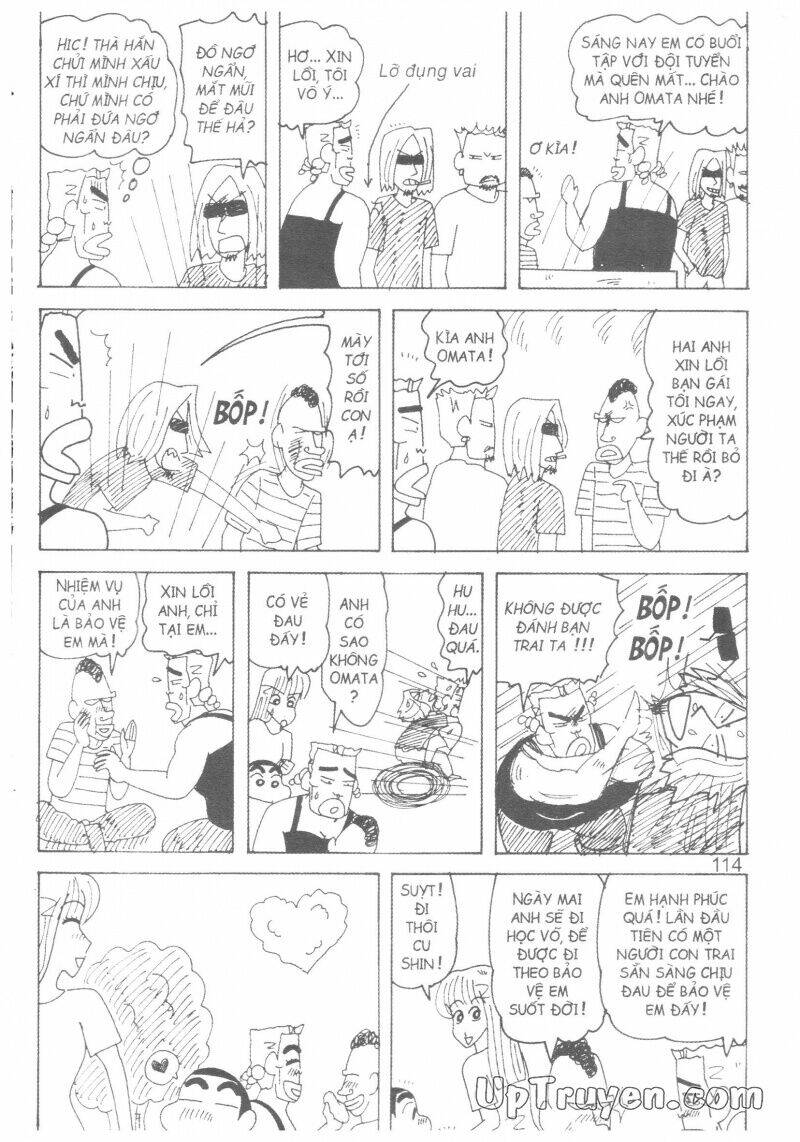 SÁNG NAY EM CÓ BUỔI
TẬP VỚI ĐỘI TUYỂN
MÀ QUÊN MẤT... CHÀO
ANH OMATA NHÉ!
Ơ KÌA!
HƠ... XIN
LỖI, TÔI
VÔ Ý...
Lỡ đụng vai
ĐỒ NGƠ
NGẨN,
MẮT MŨI
ĐỂ ĐÂU
THẾ HẢ?
HIC! THÀ HẮN
CHỬI MÌNH XẤU
XÍ THÌ MÌNH CHỊU,
CHỨ MÌNH CÓ
PHẢI ĐỨA NGƠ
NGẨN ĐÂU?
HAI ANH
XIN LỖI
BẠN GÁI
TÔI NGAY,
XÚC PHẠM
NGƯỜI TA
THẾ RỒI BỎ
ĐI À?
KÌA ANH
OMATA!
MÀY
TỚI
SỐ
RỒI
CON
Ạ!
BỐP!
BỐP!
BỐP!
KHÔNG ĐƯỢC
ĐÁNH BẠN
TRAI TA !!!
HU
HU...
ĐAU
QUÁ.
ANH
CÓ
SAO
KHÔNG
OMATA
?
CÓ VẺ
ĐAU
ĐẤY!
XIN LỖI
ANH, CHỈ
TẠI EM...
NHIỆM VỤ
CỦA ANH
LÀ BẢO VỆ
EM MÀ!
114
EM HẠNH PHÚC
QUÁ! LẦN ĐẦU
TIÊN CÓ MỘT
NGƯỜI CON TRAI
SẴN SÀNG CHỊU
ĐAU ĐỂ BẢO VỆ
EM ĐẤY!
NGÀY MAI
ANH SẼ ĐI
HỌC VÕ, ĐỂ
ĐƯỢC ĐI
THEO BẢO
VỆ EM
SUỐT ĐỜI!
SUỴT!
ĐI
THÔI
CU
SHIN!
UpTruyen.com